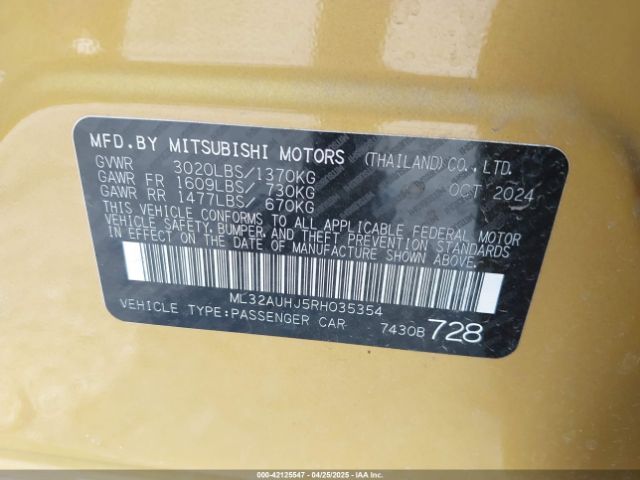 MFD.BY MITSUBISHI MOTORS (THAILAND) CO., LTD.
GVWR 3020LBS/1370KG
GAWR FR 1609LBS/ 730KG OCT 2024
GAWR RR 1477LBS/ 670KG
THIS VEHICLE CONFORMS TO ALL APPLICABLE FEDERAL MOTOR
VEHICLE SAFETY, BUMPER, AND THEFT PREVENTION STANDARDS
IN EFFECT ON THE DATE OF MANUFACTURE SHOWN ABOVE.
ML32AUHJ5RH035354
VEHICLE TYPE:PASSENGER CAR 7430B 728
000-42125547 - 04/25/2025 - IAAI.COM